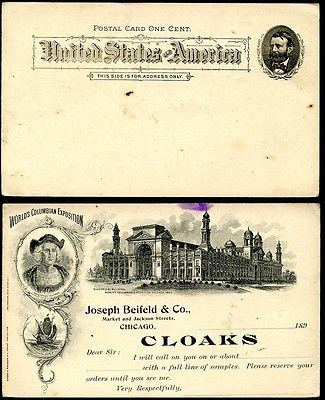 POSTAL CARD ONE CENT.
United States of America
THIS SIDE IS FOR ADDRESS ONLY.
WORLD'S COLUMBIAN EXPOSITION
Joseph Beifeld & Co.,
Market and Jackson Streets,
CHICAGO.
189
CLOAKS
Dear Sir:
I will call on you on or about
with a full line of samples. Please reserve your
orders until you see me.
Very Respectfully,